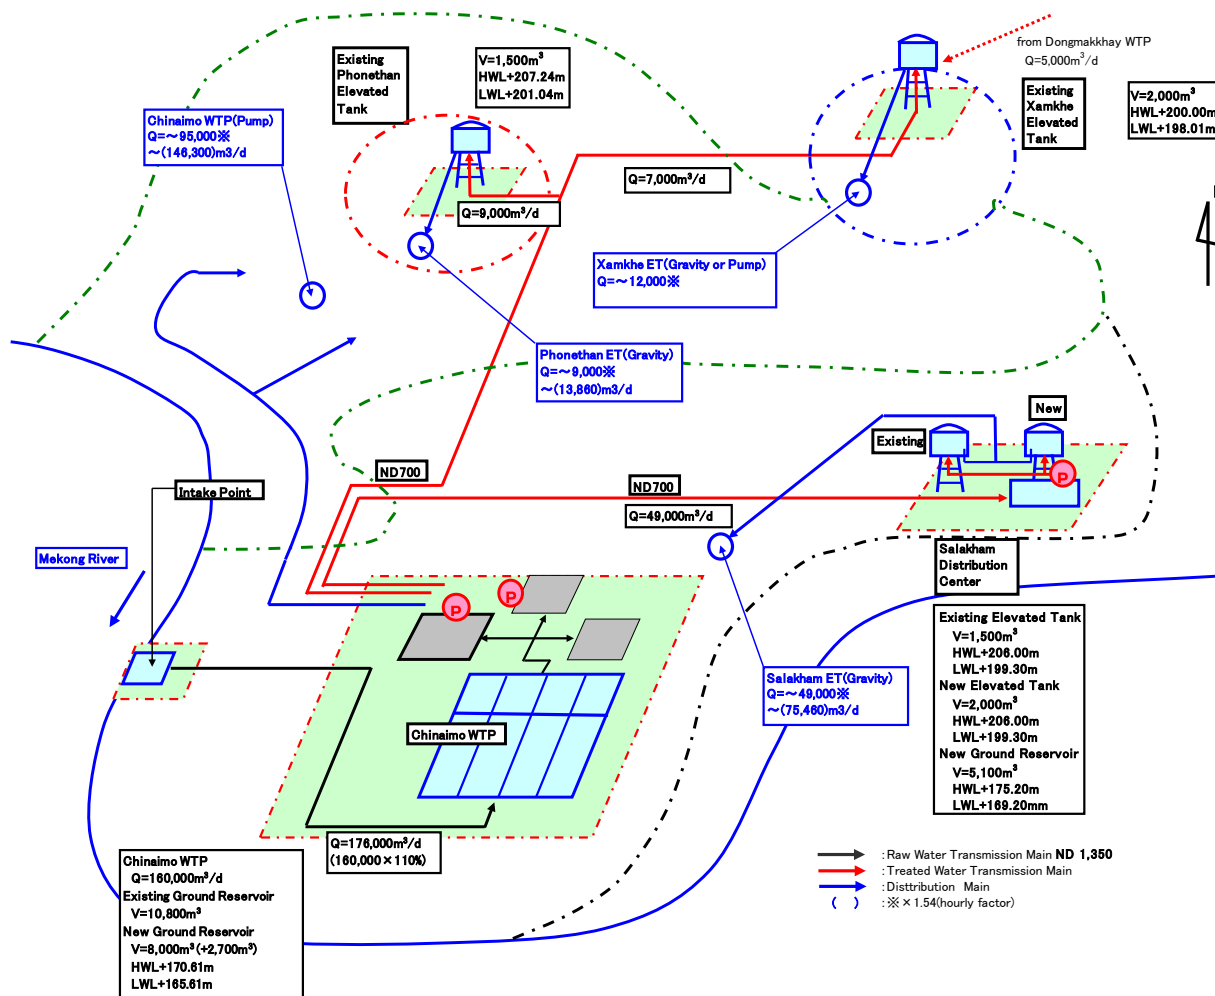 Existing
Phonethan
Elevated
Tank
V=1,500m³
HWL+207.24m
LWL+201.04m
from Dongmakkhay WTP
Q=5,000m³/d
Existing
Xamkhe
Elevated
Tank
V=2,000m³
HWL+200.00m
LWL+198.01m
Chinaimo WTP(Pump)
Q=～95,000※
～(146,300)m3/d
Q=7,000m³/d
Q=9,000m³/d
Xamkhe ET(Gravity or Pump)
Q=～12,000※
Phonethan ET(Gravity)
Q=～9,000※
～(13,860)m3/d
New
Existing
P
ND700
ND700
Q=49,000m³/d
Intake Point
Mekong River
Salakham
Distribution
Center
P
P
Existing Elevated Tank
V=1,500m³
HWL+206.00m
LWL+199.30m
New Elevated Tank
V=2,000m³
HWL+206.00m
LWL+199.30m
New Ground Reservoir
V=5,100m³
HWL+175.20m
LWL+169.20mm
Salakham ET(Gravity)
Q=～49,000※
～(75,460)m3/d
Chinaimo WTP
Q=176,000m³/d
(160,000×110%)
Chinaimo WTP
Q=160,000m³/d
Existing Ground Reservoir
V=10,800m³
New Ground Reservoir
V=8,000m³(+2,700m³)
HWL+170.61m
LWL+165.61m
:Raw Water Transmission Main ND 1,350
:Treated Water Transmission Main
:Disttribution Main
( ) :※×1.54(hourly factor)